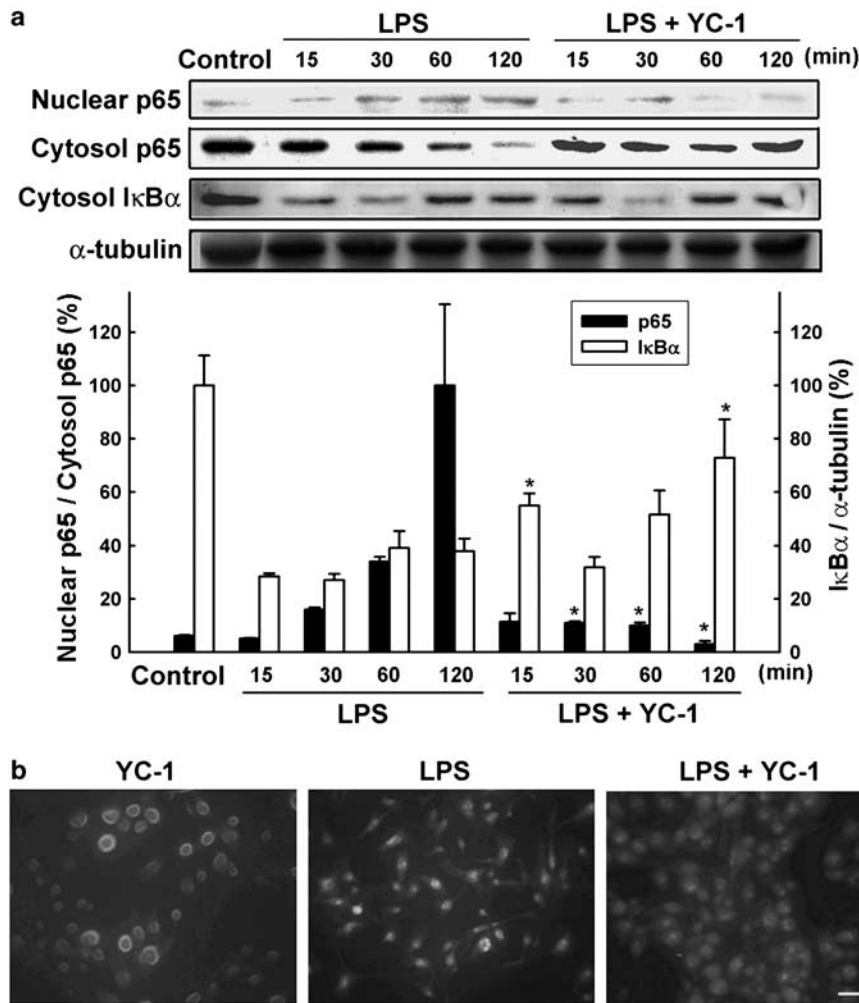 a
LPS LPS + YC-1
Control 15 30 60 120 15 30 60 120 (min)
Nuclear p65
Cytosol p65
Cytosol IκBα
α-tubulin
Nuclear p65 / Cytosol p65 (%)
120
100
80
60
40
20
0
p65
IκBα
* * * * *
IκBα / α-tubulin (%)
120
100
80
60
40
20
0
Control 15 30 60 120 15 30 60 120 (min)
LPS LPS + YC-1
b
YC-1 LPS LPS + YC-1